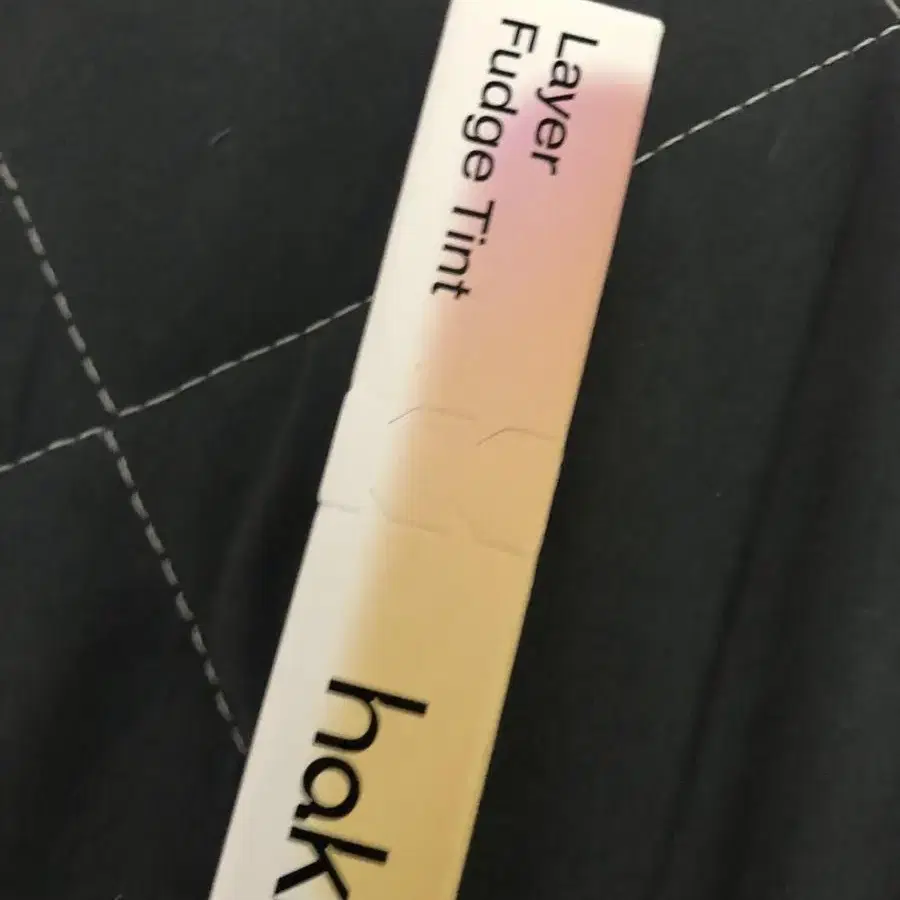 Layer
Fudge Tint
hak